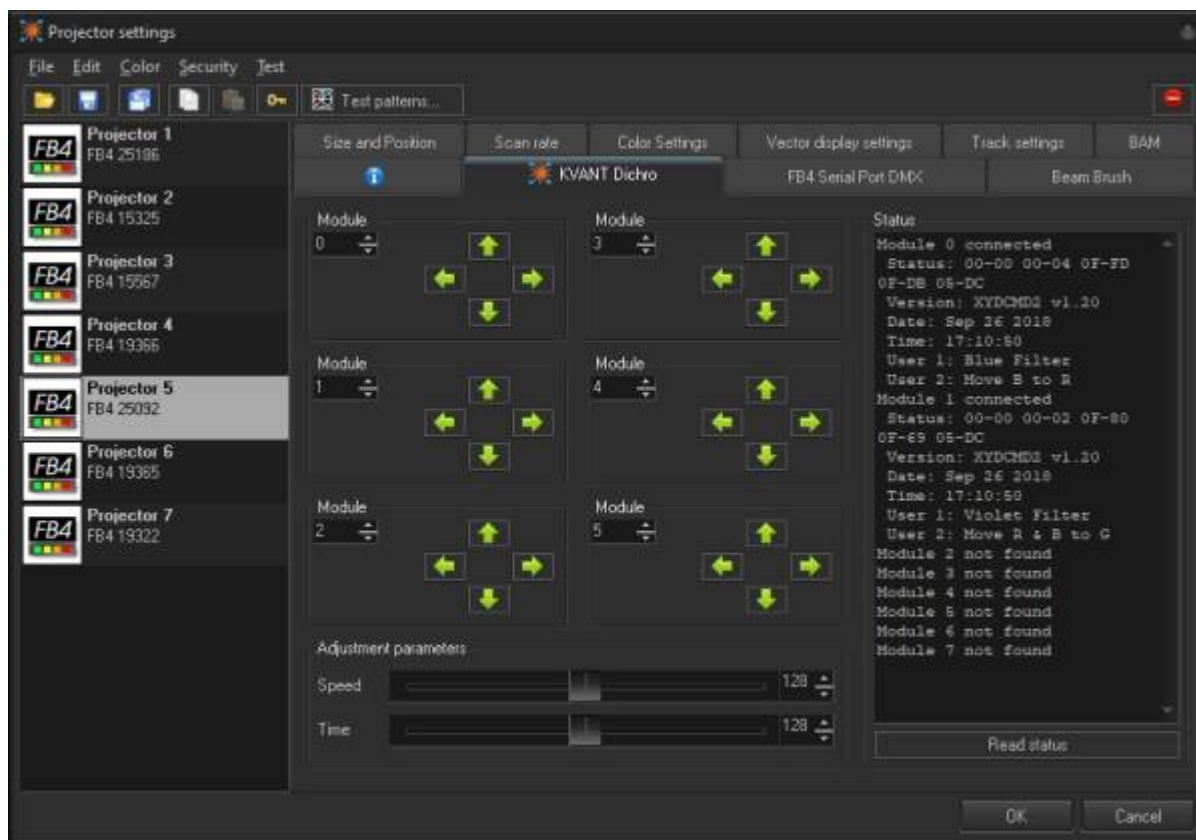 Projector settings
File Edit Color Security Test
Test patterns...
FB4 Projector 1
FB4 25186
FB4 Projector 2
FB4 15325
FB4 Projector 3
FB4 15567
FB4 Projector 4
FB4 19366
FB4 Projector 5
FB4 25092
FB4 Projector 6
FB4 19365
FB4 Projector 7
FB4 19322
Size and Position Scan rate Color Settings Vector display settings Track settings BAM
KVANT Dichro FB4 Serial Port DMX Beam Brush
Module
0
Module
3
Module
1
Module
4
Module
2
Module
5
Adjustment parameters
Speed 128
Time 128
Status
Module 0 connected
Status: 00-00 00-04 0F-FD
0F-DB 05-DC
Version: XYDCMD2 v1.20
Date: Sep 26 2018
Time: 17:10:50
User 1: Blue Filter
User 2: Move B to R
Module 1 connected
Status: 00-00 00-02 0F-80
0F-69 05-DC
Version: XYDCMD2 v1.20
Date: Sep 26 2018
Time: 17:10:50
User 1: Violet Filter
User 2: Move R & B to G
Module 2 not found
Module 3 not found
Module 4 not found
Module 5 not found
Module 6 not found
Module 7 not found
Read status
OK Cancel